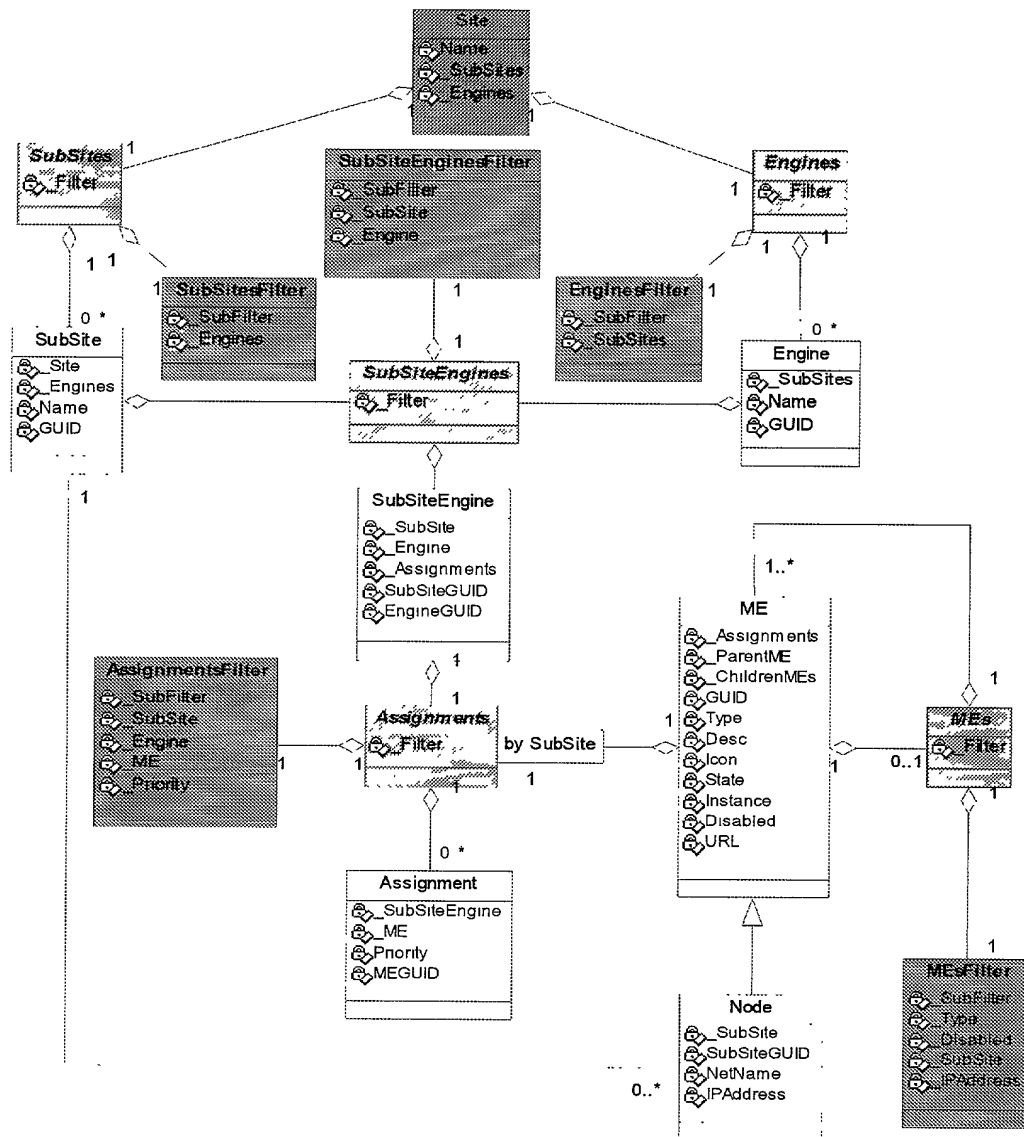 Site
Name
_SubSites
_Engines
1
1
SubSites
_Filter
1
SubSiteEnginesFilter
_SubFilter
_SubSite
_Engine
Engines
_Filter
1
1
1
1
1
1
SubSitesFilter
_SubFilter
_Engines
1
1
EnginesFilter
_SubFilter
_SubSites
1
0 *
0 *
SubSite
_Site
_Engines
Name
GUID
1
SubSiteEngines
_Filter
Engine
_SubSites
Name
GUID
SubSiteEngine
_SubSite
_Engine
_Assignments
SubSiteGUID
EngineGUID
1
1..*
ME
_Assignments
_ParentME
_ChildrenMEs
GUID
Type
Desc
Icon
State
Instance
Disabled
URL
AssignmentsFilter
_SubFilter
_SubSite
_Engine
_ME
_Priority
1
1
1
Assignments
_Filter
1
1
by SubSite
1
1
1
1
0..1
MEs
_Filter
1
0 *
Assignment
_SubSiteEngine
_ME
Priority
MEGUID
1
MEsFilter
_SubFilter
_Type
_Disabled
_SubSite
_IPAddress
0..*
Node
_SubSite
SubSiteGUID
NetName
IPAddress